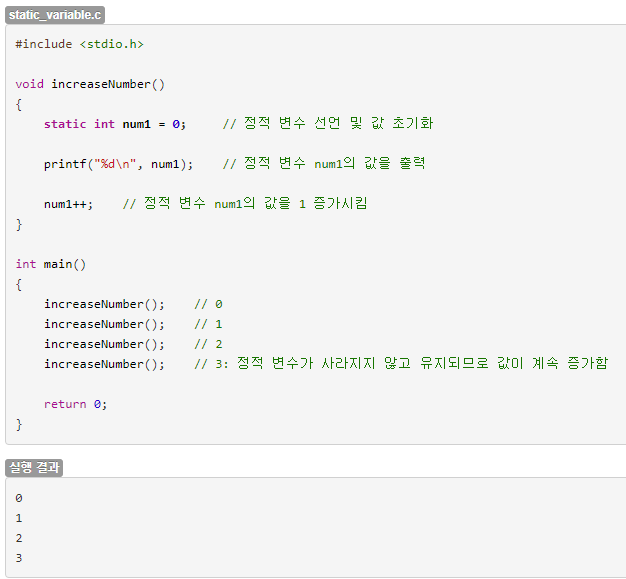 static_variable.c
#include <stdio.h>
void increaseNumber()
{
static int num1 = 0;     // 정적 변수 선언 및 값 초기화
printf("%d\n", num1);    // 정적 변수 num1의 값을 출력
num1++;    // 정적 변수 num1의 값을 1 증가시킴
}
int main()
{
increaseNumber();    // 0
increaseNumber();    // 1
increaseNumber();    // 2
increaseNumber();    // 3: 정적 변수가 사라지지 않고 유지되므로 값이 계속 증가함
return 0;
}
실행 결과
0
1
2
3